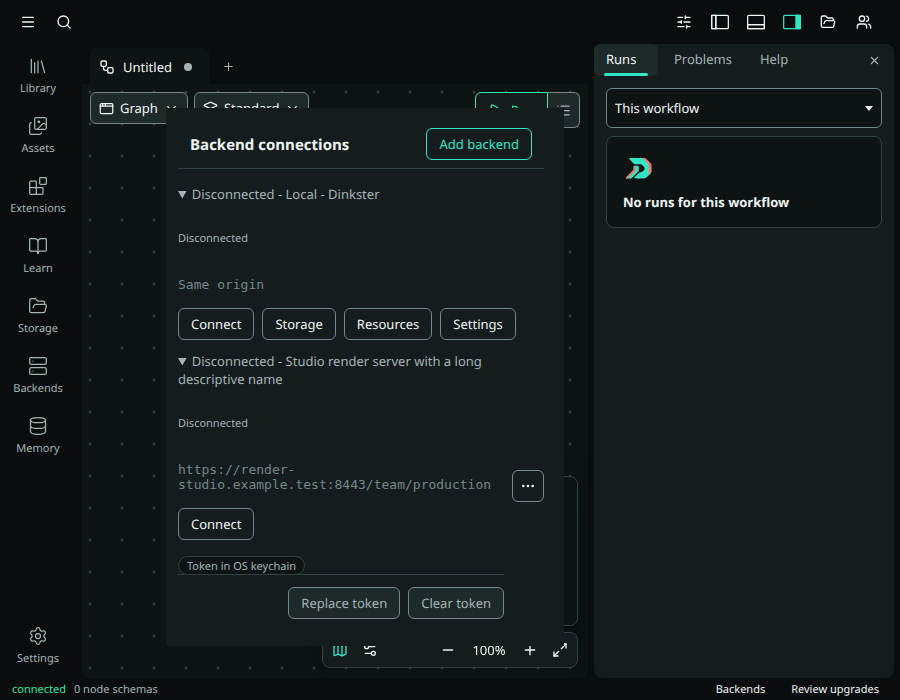 Untitled
Runs
Problems
Help
Library
Assets
Extensions
Learn
Storage
Backends
Memory
Settings
Graph
Standard
This workflow
No runs for this workflow
Backend connections
Add backend
Disconnected - Local - Dinkster
Disconnected
Same origin
Connect
Storage
Resources
Settings
Disconnected - Studio render server with a long
descriptive name
Disconnected
https://render-
studio.example.test:8443/team/production
Connect
Token in OS keychain
Replace token
Clear token
100%
connected
0 node schemas
Backends
Review upgrades